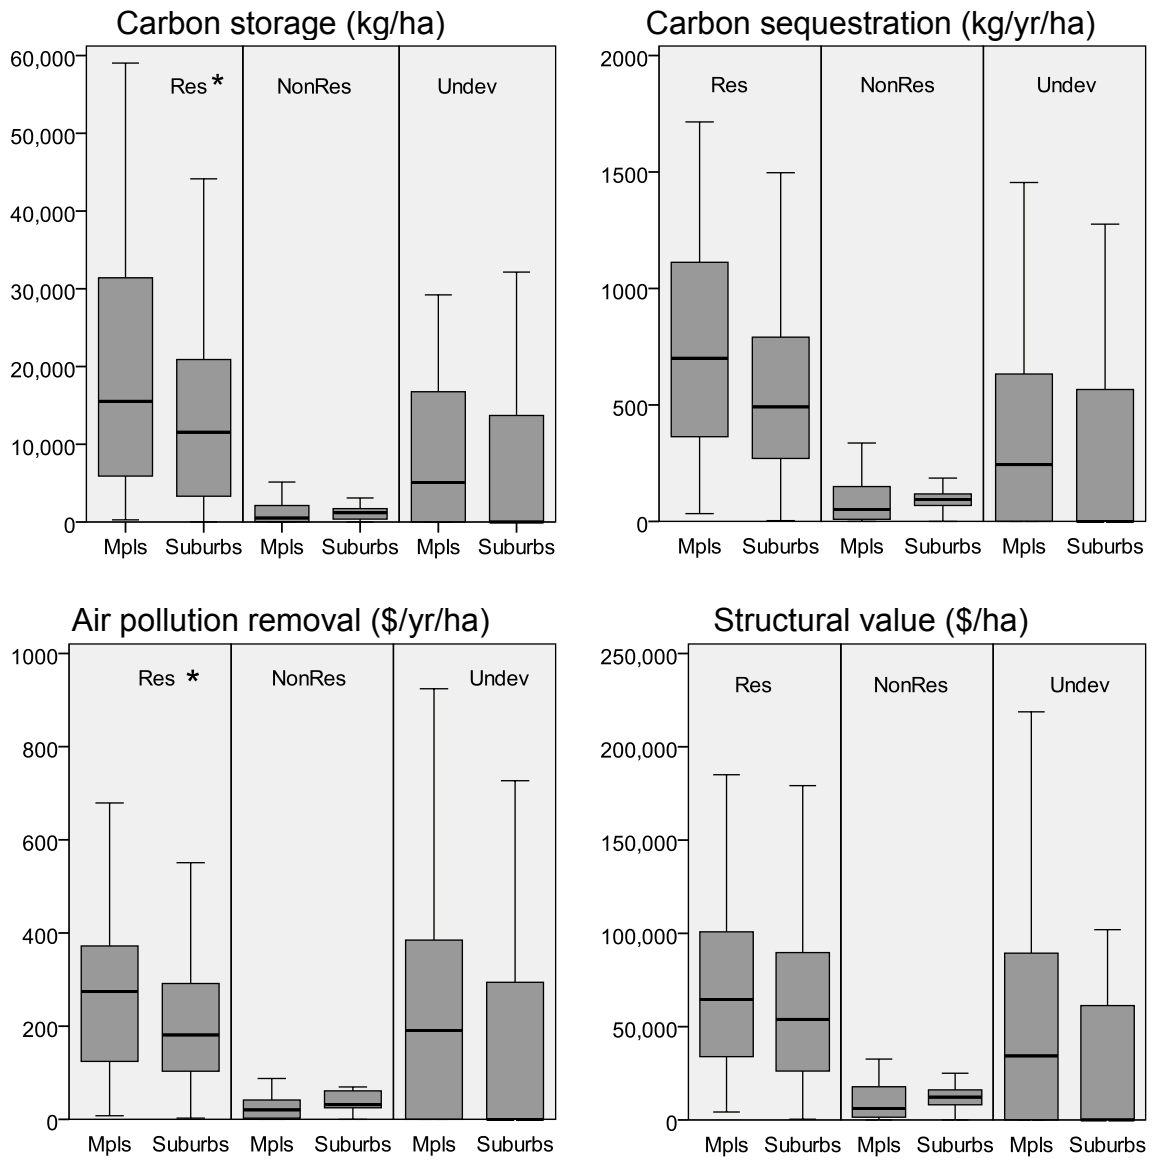 Carbon storage (kg/ha)
60,000
50,000
40,000
30,000
20,000
10,000
0
Res * NonRes Undev
Mpls Suburbs Mpls Suburbs Mpls Suburbs
Carbon sequestration (kg/yr/ha)
2000
1500
1000
500
0
Res NonRes Undev
Mpls Suburbs Mpls Suburbs Mpls Suburbs
Air pollution removal ($/yr/ha)
1000
800
600
400
200
0
Res * NonRes Undev
Mpls Suburbs Mpls Suburbs Mpls Suburbs
Structural value ($/ha)
250,000
200,000
150,000
100,000
50,000
0
Res NonRes Undev
Mpls Suburbs Mpls Suburbs Mpls Suburbs